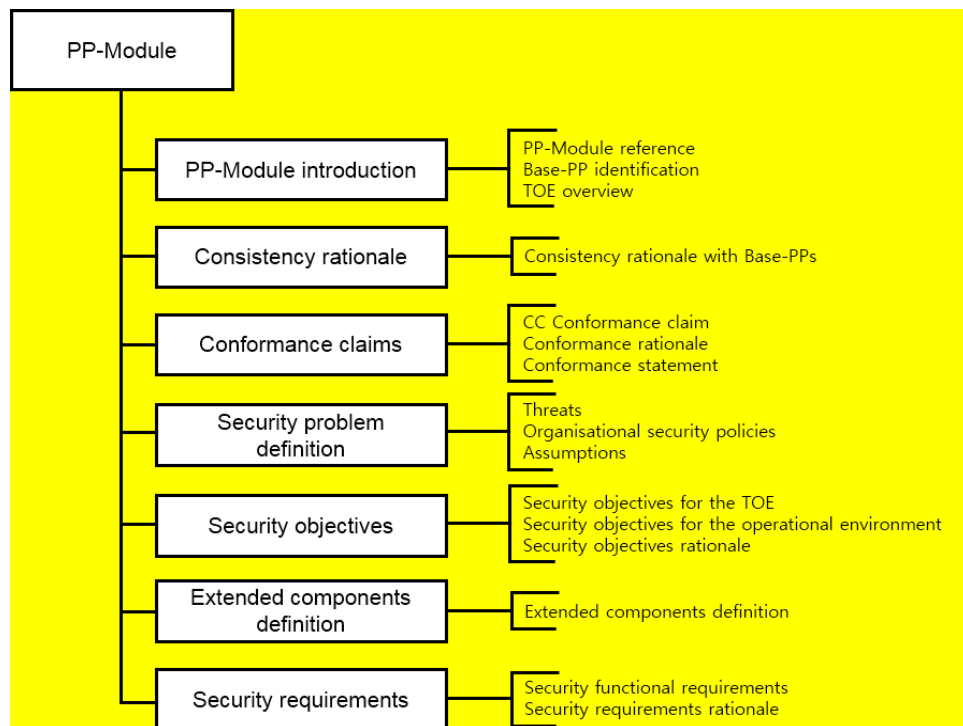 PP-Module
PP-Module introduction
PP-Module reference
Base-PP identification
TOE overview
Consistency rationale
Consistency rationale with Base-PPs
Conformance claims
CC Conformance claim
Conformance rationale
Conformance statement
Security problem
definition
Threats
Organisational security policies
Assumptions
Security objectives
Security objectives for the TOE
Security objectives for the operational environment
Security objectives rationale
Extended components
definition
Extended components definition
Security requirements
Security functional requirements
Security requirements rationale